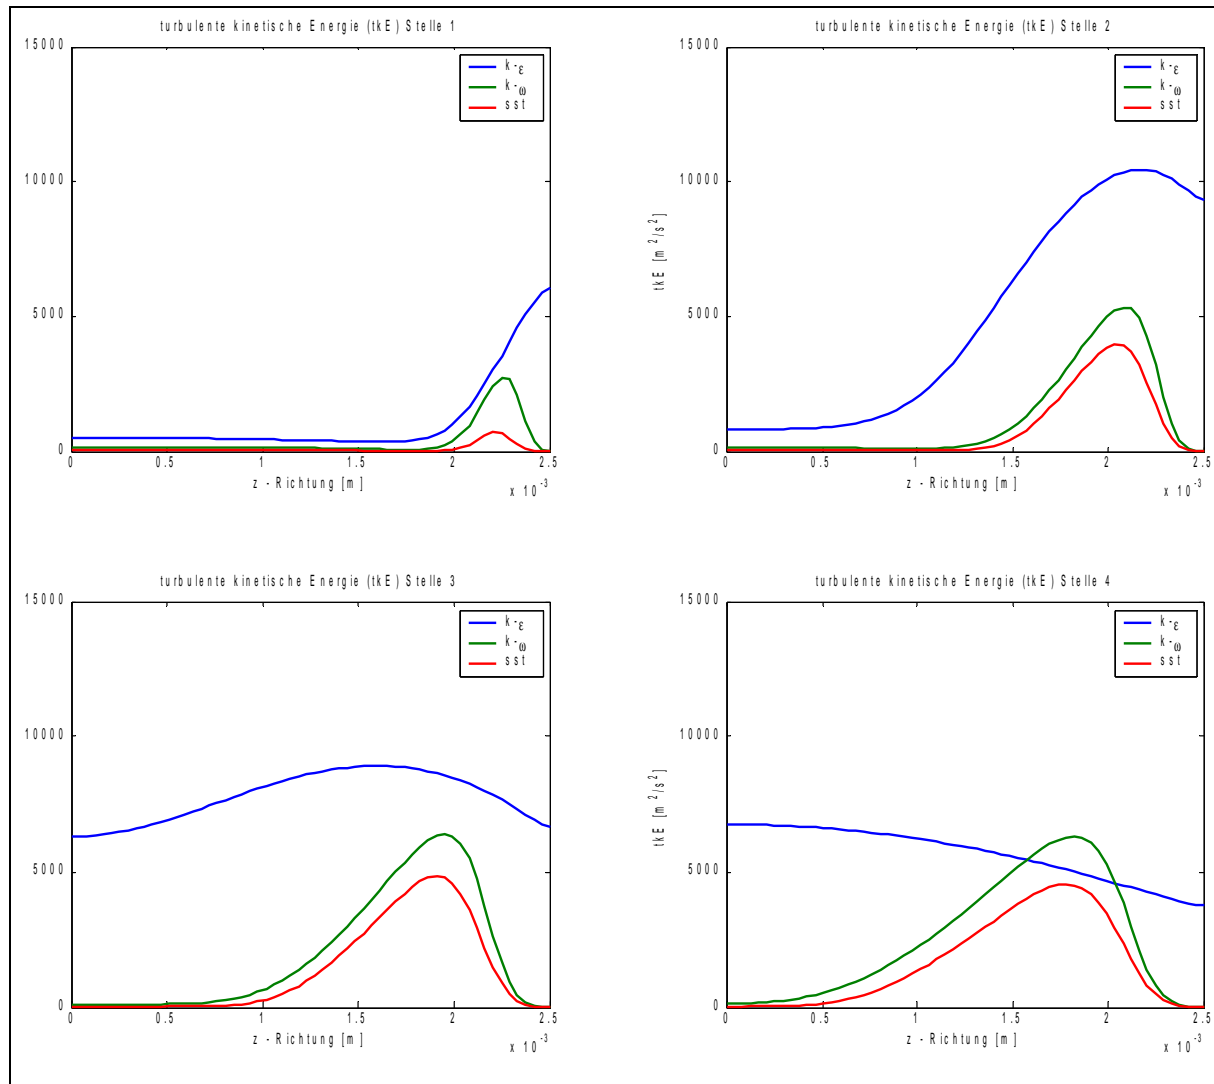 turbulente kinetische Energie (tkE) Stelle 1
15000
10000
5000
0
k-ε
k-ω
sst
0 0.5 1 1.5 2 2.5
z - Richtung [m]
x 10^-3
turbulente kinetische Energie (tkE) Stelle 2
15000
10000
5000
0
tkE [m^2/s^2]
k-ε
k-ω
sst
0 0.5 1 1.5 2 2.5
z - Richtung [m]
x 10^-3
turbulente kinetische Energie (tkE) Stelle 3
15000
10000
5000
0
k-ε
k-ω
sst
0 0.5 1 1.5 2 2.5
z - Richtung [m]
x 10^-3
turbulente kinetische Energie (tkE) Stelle 4
15000
10000
5000
0
tkE [m^2/s^2]
k-ε
k-ω
sst
0 0.5 1 1.5 2 2.5
z - Richtung [m]
x 10^-3